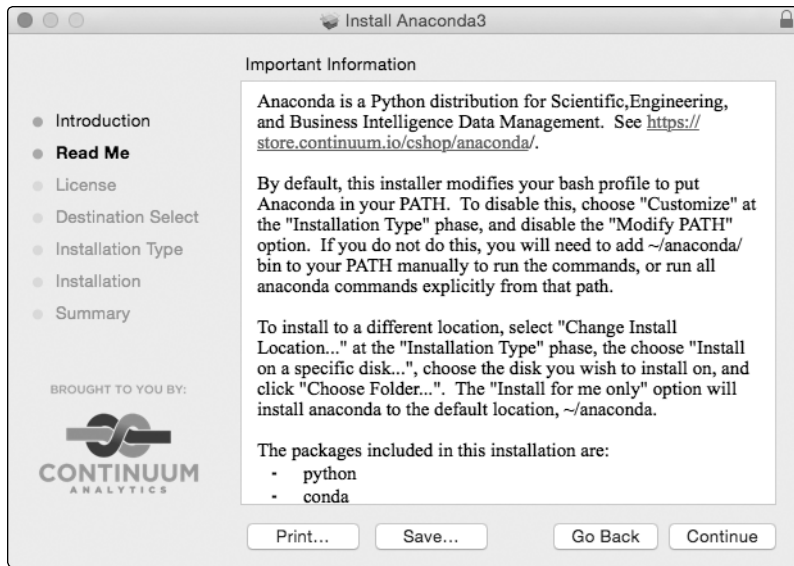 Install Anaconda3
Important Information
Introduction
Read Me
License
Destination Select
Installation Type
Installation
Summary
BROUGHT TO YOU BY:
CONTINUUM
ANALYTICS
Anaconda is a Python distribution for Scientific,Engineering,
and Business Intelligence Data Management. See https://
store.continuum.io/cshop/anaconda/.
By default, this installer modifies your bash profile to put
Anaconda in your PATH. To disable this, choose "Customize" at
the "Installation Type" phase, and disable the "Modify PATH"
option. If you do not do this, you will need to add ~/anaconda/
bin to your PATH manually to run the commands, or run all
anaconda commands explicitly from that path.
To install to a different location, select "Change Install
Location..." at the "Installation Type" phase, the choose "Install
on a specific disk...", choose the disk you wish to install on, and
click "Choose Folder...". The "Install for me only" option will
install anaconda to the default location, ~/anaconda.
The packages included in this installation are:
- python
- conda
Print...
Save...
Go Back
Continue